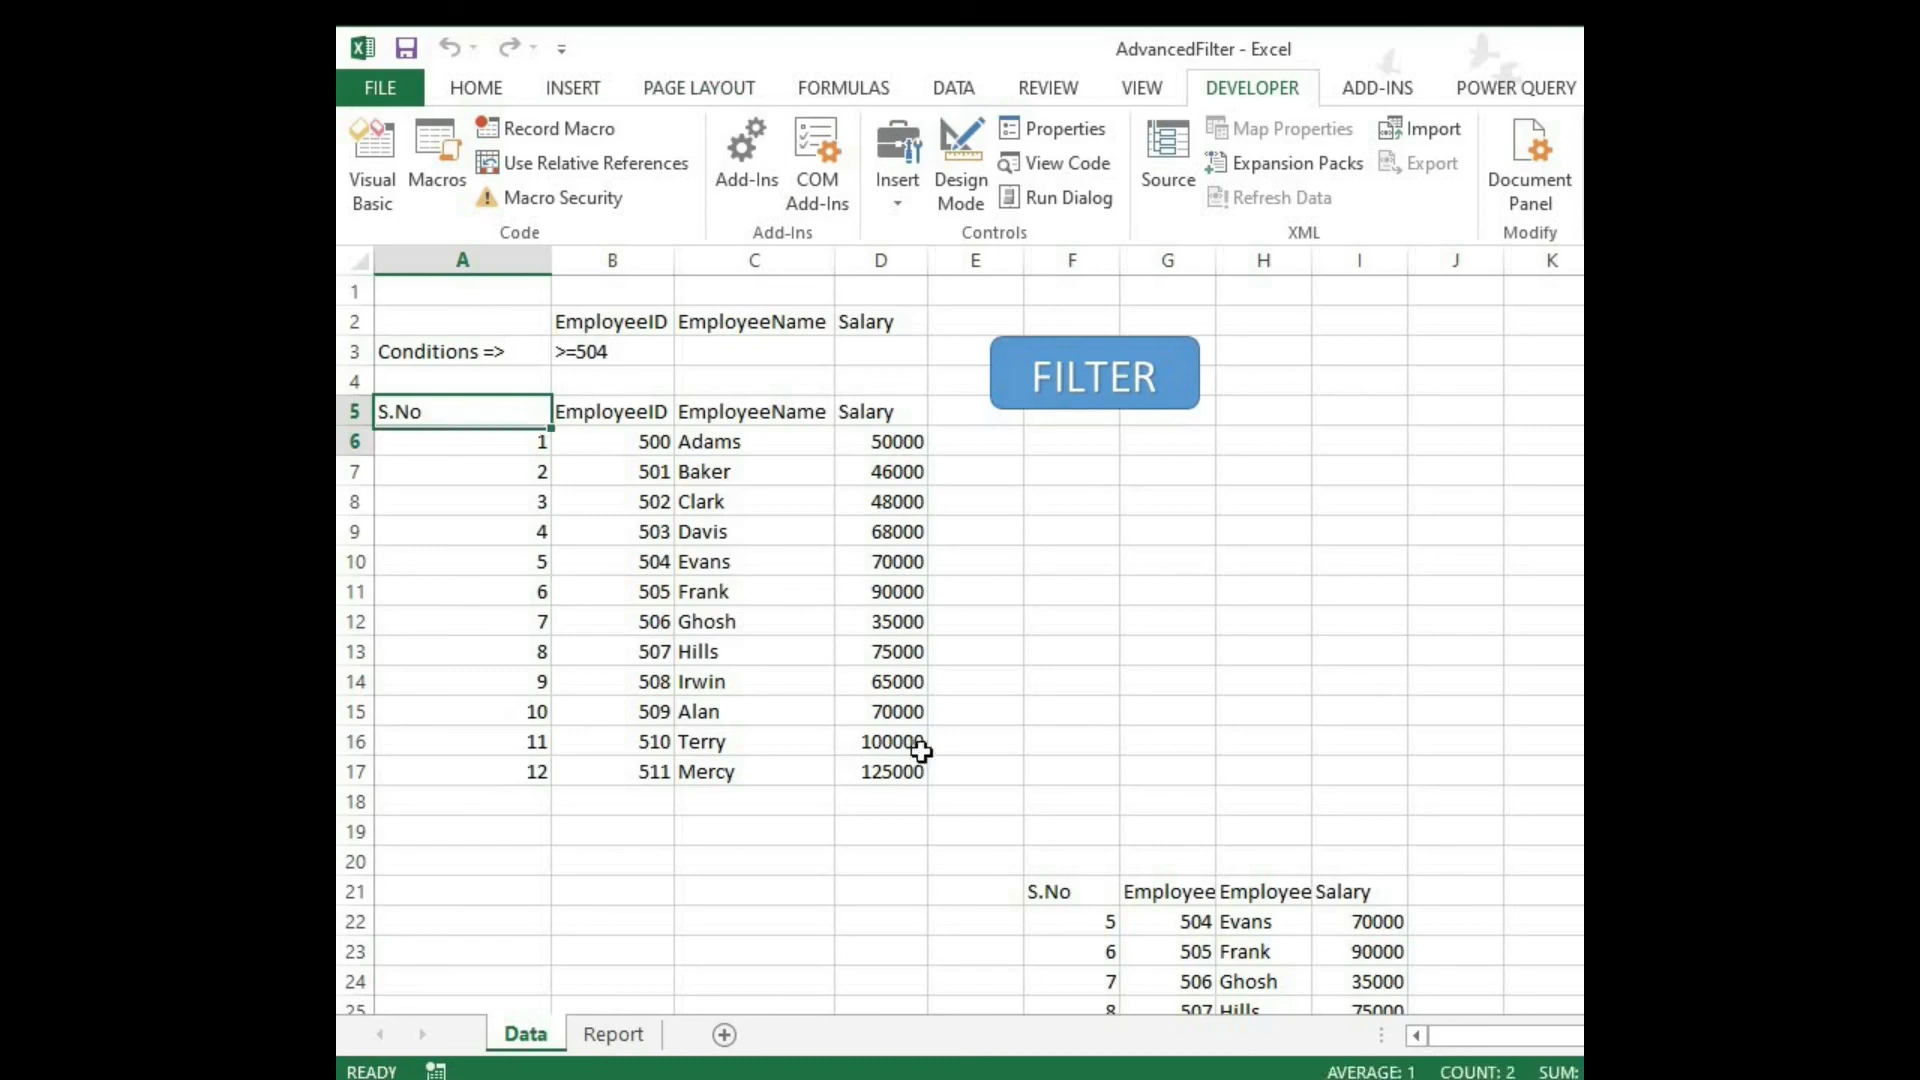 AdvancedFilter - Excel
FILE HOME INSERT PAGE LAYOUT FORMULAS DATA REVIEW VIEW DEVELOPER ADD-INS POWER QUERY
Visual Basic
Macros
Record Macro
Use Relative References
Macro Security
Code
Add-Ins
COM Add-Ins
Add-Ins
Insert
Design Mode
Properties
View Code
Run Dialog
Controls
Source
Map Properties
Expansion Packs
Refresh Data
Import
Export
XML
Document Panel
Modify
A B C D E F G H I J K
1
2 EmployeeID EmployeeName Salary
3 Conditions => >=504
FILTER
4
5 S.No EmployeeID EmployeeName Salary
6 1 500 Adams 50000
7 2 501 Baker 46000
8 3 502 Clark 48000
9 4 503 Davis 68000
10 5 504 Evans 70000
11 6 505 Frank 90000
12 7 506 Ghosh 35000
13 8 507 Hills 75000
14 9 508 Irwin 65000
15 10 509 Alan 70000
16 11 510 Terry 100000
17 12 511 Mercy 125000
18
19
20
21 S.No Employee Employee Salary
22 5 504 Evans 70000
23 6 505 Frank 90000
24 7 506 Ghosh 35000
25 8 507 Hills 75000
Data Report
READY AVERAGE: 1 COUNT: 2 SUM: